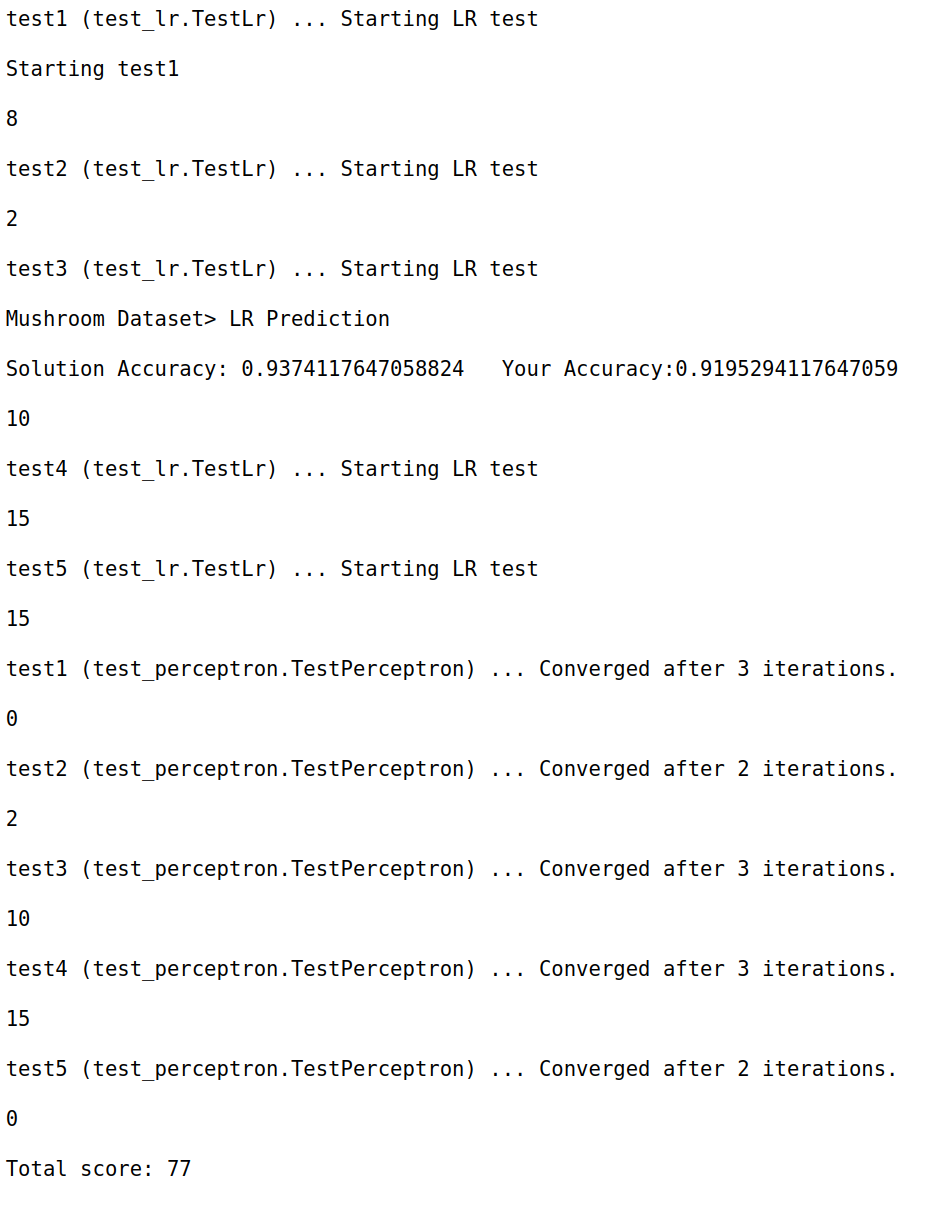 test1 (test_lr.TestLr) ... Starting LR test
Starting test1
8
test2 (test_lr.TestLr) ... Starting LR test
2
test3 (test_lr.TestLr) ... Starting LR test
Mushroom Dataset> LR Prediction
Solution Accuracy: 0.9374117647058824   Your Accuracy:0.9195294117647059
10
test4 (test_lr.TestLr) ... Starting LR test
15
test5 (test_lr.TestLr) ... Starting LR test
15
test1 (test_perceptron.TestPerceptron) ... Converged after 3 iterations.
0
test2 (test_perceptron.TestPerceptron) ... Converged after 2 iterations.
2
test3 (test_perceptron.TestPerceptron) ... Converged after 3 iterations.
10
test4 (test_perceptron.TestPerceptron) ... Converged after 3 iterations.
15
test5 (test_perceptron.TestPerceptron) ... Converged after 2 iterations.
0
Total score: 77